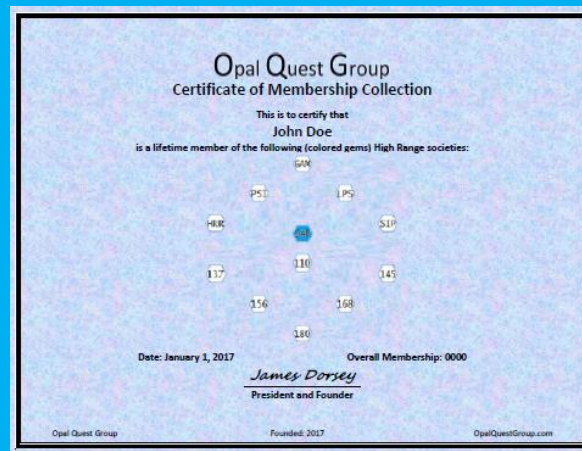 Opal Quest Group
Certificate of Membership Collection
This is to certify that
John Doe
is a lifetime member of the following (colored gems) High Range societies:
GAM
PSI LPS
HRR SIP
110
137 145
156 168
180
Date: January 1, 2017 Overall Membership: 0000
James Dorsey
President and Founder
Opal Quest Group Founded: 2017 OpalQuestGroup.com